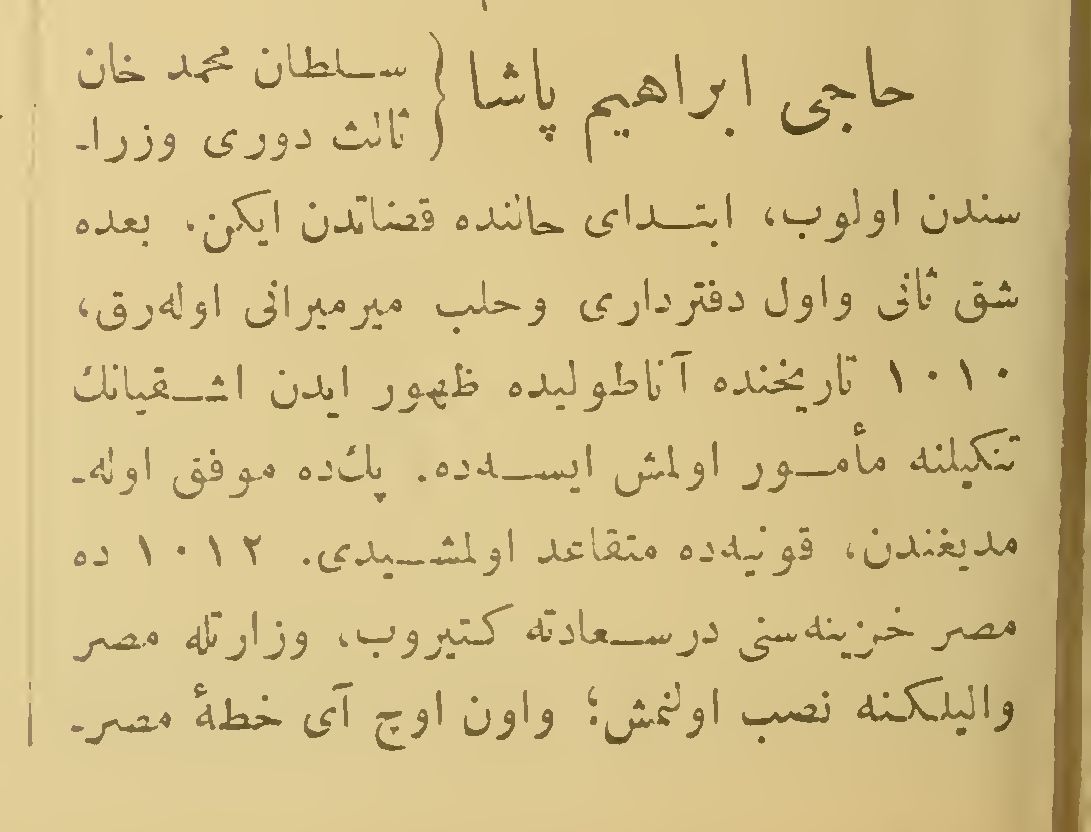 حاجی ابراهیم پاشا } سلطان محمد خان
ثالث دوری وزرا-
سندن اولوب، ابتدای حالنده قضاتدن ایکن، بعده
شق ثانی واول دفترداری وحلب میرمیرانی اوله‌رق،
۱۰۱۰ تاریخنده آناطولیده ظهور ایدن اشقیانك
تنکیلنه مأمور اولمش ایسه‌ده. پك‌ده موفق اوله-
مدیغندن، قونیه‌ده متقاعد اولمشیدی. ۱۰۱۲ ده
مصر خزینه‌سنی درسعادته کتیروب، وزارتله مصر
والیلکنه نصب اولنمش؛ واون اوچ آی خطهٔ مصر-